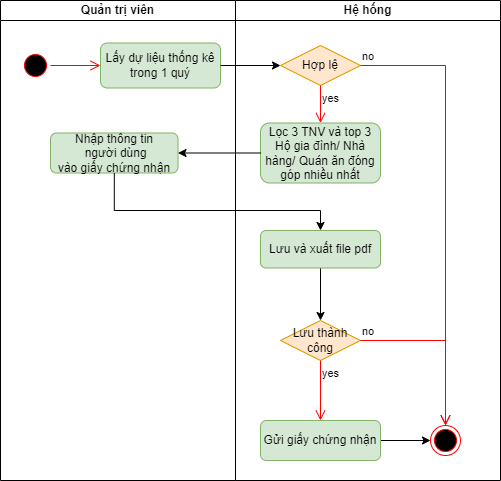 Quản trị viên
Hệ hống
Lấy dự liệu thống kê
trong 1 quý
Hợp lệ
no
yes
Lọc 3 TNV và top 3
Hộ gia đình/ Nhà
hàng/ Quán ăn đóng
góp nhiều nhất
Nhập thông tin
người dùng
vào giấy chứng nhận
Lưu và xuất file pdf
Lưu thành
công
no
yes
Gửi giấy chứng nhận